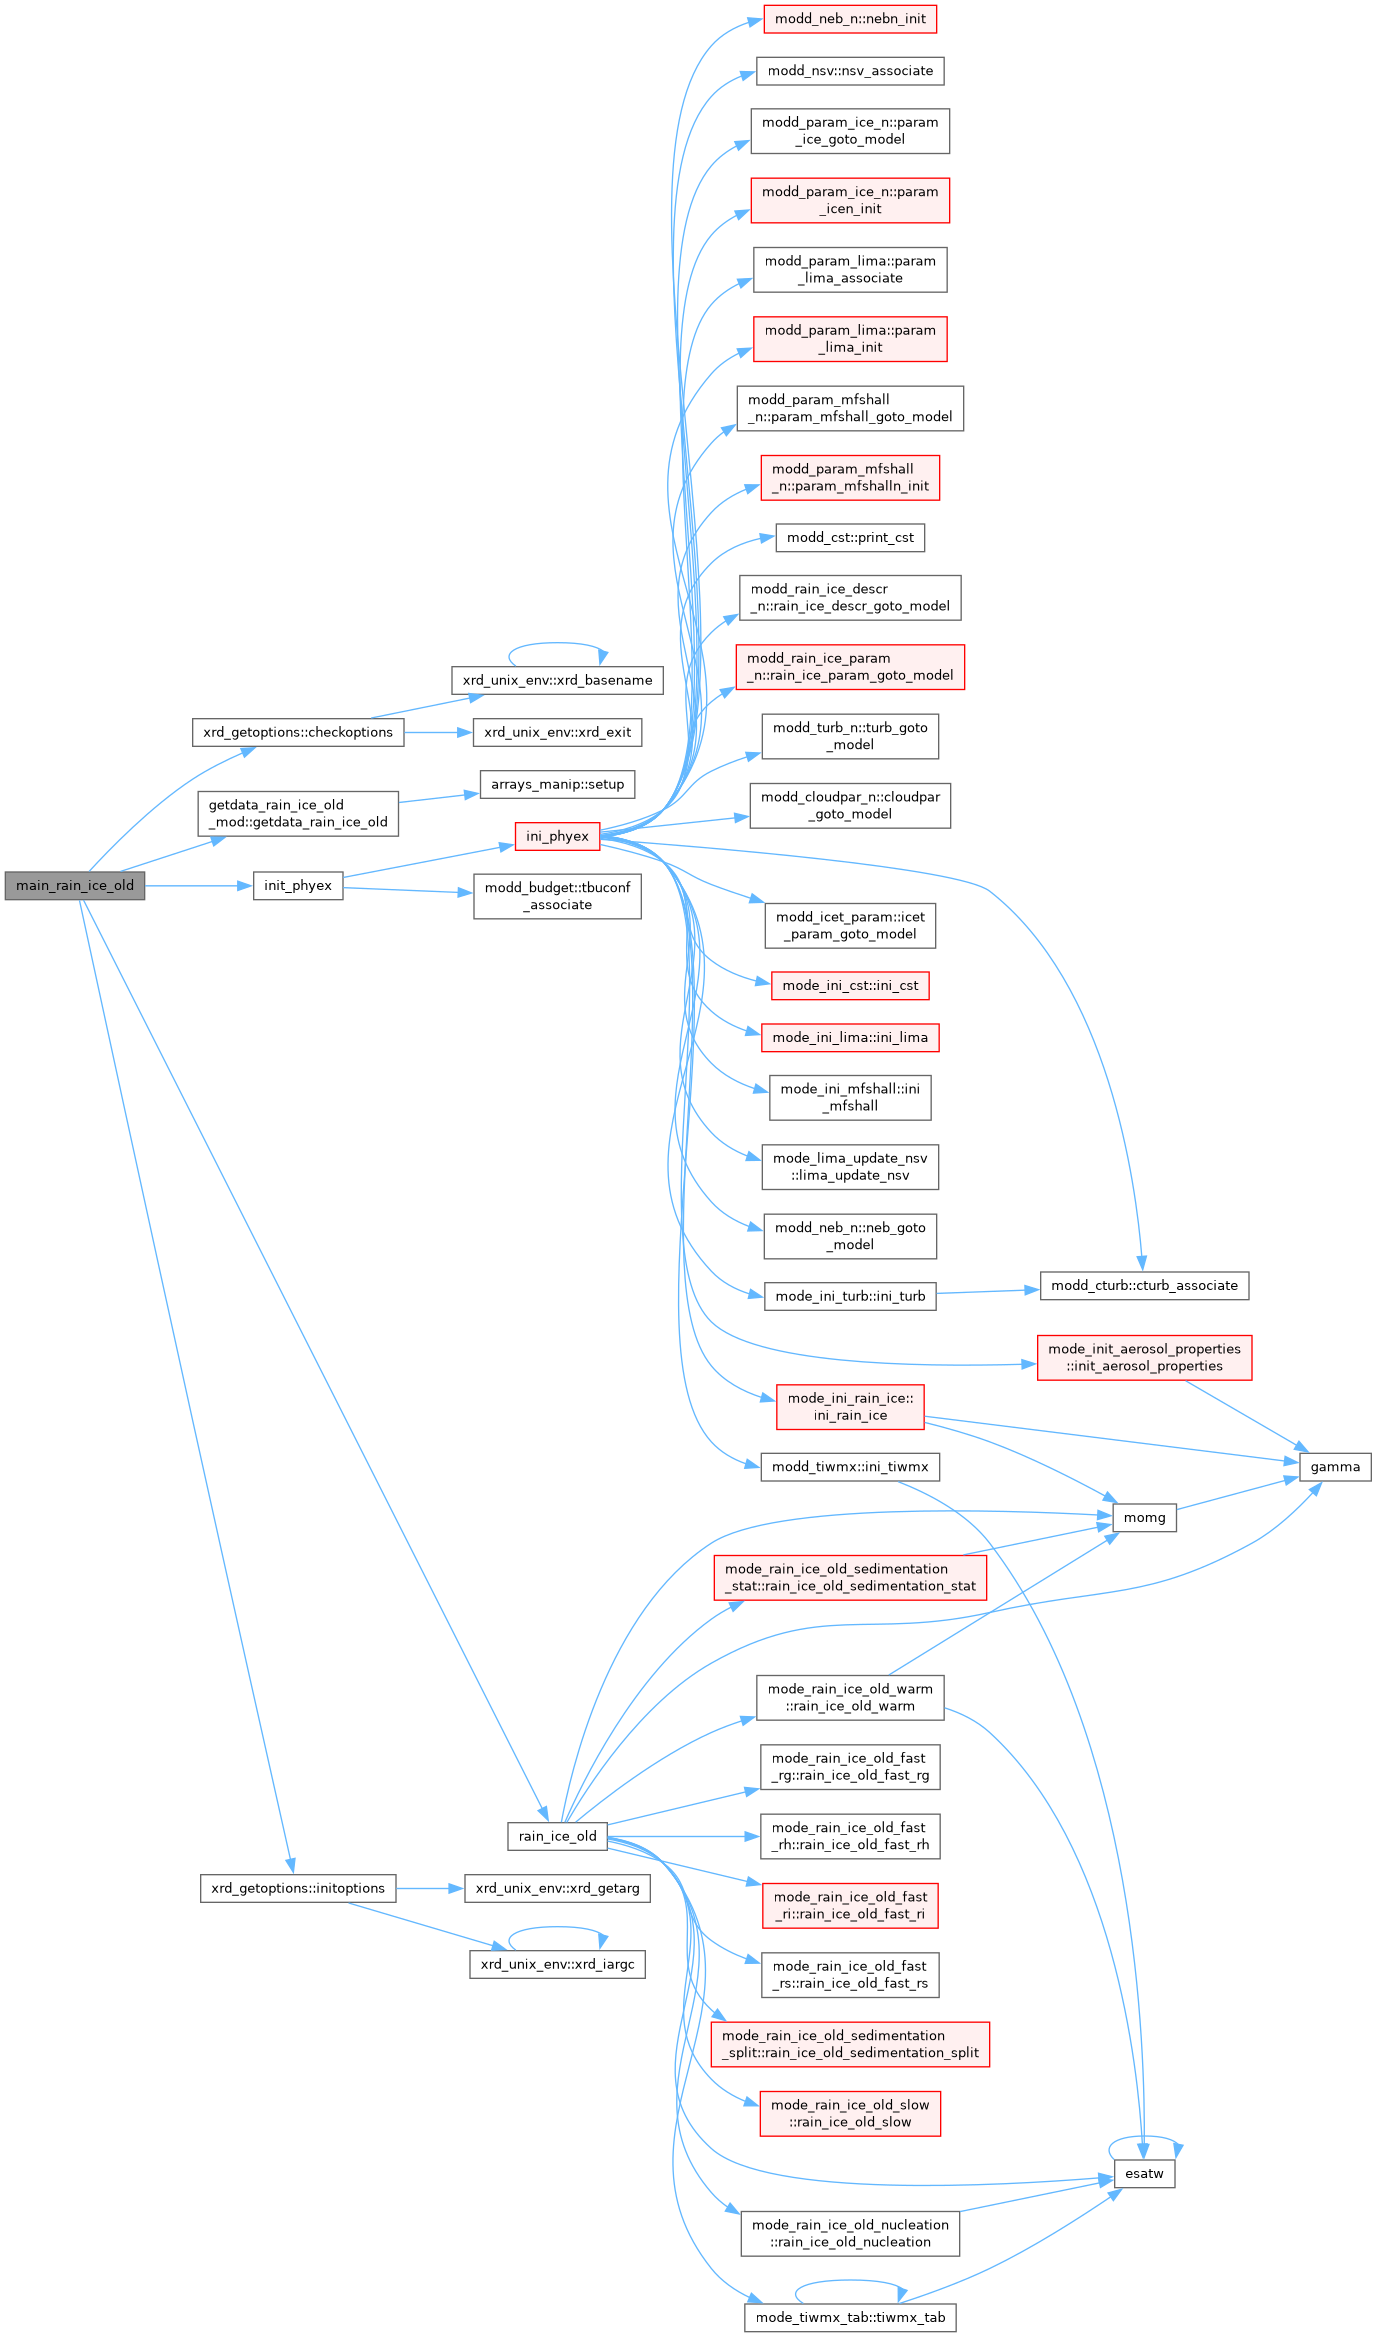 modd_neb_n::nebn_init
modd_nsv::nsv_associate
modd_param_ice_n::param
_ice_goto_model
modd_param_ice_n::param
_icen_init
modd_param_lima::param
_lima_associate
modd_param_lima::param
_lima_init
modd_param_mfshall
_n::param_mfshall_goto_model
modd_param_mfshall
_n::param_mfshalln_init
modd_cst::print_cst
modd_rain_ice_descr
_n::rain_ice_descr_goto_model
modd_rain_ice_param
_n::rain_ice_param_goto_model
xrd_unix_env::xrd_basename
xrd_getoptions::checkoptions
xrd_unix_env::xrd_exit
modd_turb_n::turb_goto
_model
arrays_manip::setup
getdata_rain_ice_old
_mod::getdata_rain_ice_old
modd_cloudpar_n::cloudpar
_goto_model
ini_phyex
main_rain_ice_old
init_phyex
modd_budget::tbuconf
_associate
modd_icet_param::icet
_param_goto_model
mode_ini_cst::ini_cst
mode_ini_lima::ini_lima
mode_ini_mfshall::ini
_mfshall
mode_lima_update_nsv
::lima_update_nsv
modd_neb_n::neb_goto
_model
mode_ini_turb::ini_turb
modd_cturb::cturb_associate
mode_init_aerosol_properties
::init_aerosol_properties
mode_ini_rain_ice::
ini_rain_ice
modd_tiwmx::ini_tiwmx
gamma
momg
mode_rain_ice_old_sedimentation
_stat::rain_ice_old_sedimentation_stat
mode_rain_ice_old_warm
::rain_ice_old_warm
mode_rain_ice_old_fast
_rg::rain_ice_old_fast_rg
rain_ice_old
mode_rain_ice_old_fast
_rh::rain_ice_old_fast_rh
xrd_getoptions::initoptions
xrd_unix_env::xrd_getarg
mode_rain_ice_old_fast
_ri::rain_ice_old_fast_ri
xrd_unix_env::xrd_iargc
mode_rain_ice_old_fast
_rs::rain_ice_old_fast_rs
mode_rain_ice_old_sedimentation
_split::rain_ice_old_sedimentation_split
mode_rain_ice_old_slow
::rain_ice_old_slow
esatw
mode_rain_ice_old_nucleation
::rain_ice_old_nucleation
mode_tiwmx_tab::tiwmx_tab